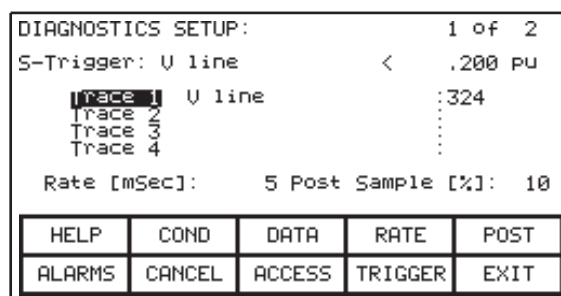 DIAGNOSTICS SETUP: 1 of 2
S-Trigger: V line < .200 pu
Trace 1 V line :324
Trace 2 :
Trace 3 :
Trace 4 :
Rate [mSec]: 5 Post Sample [%]: 10
HELP COND DATA RATE POST
ALARMS CANCEL ACCESS TRIGGER EXIT